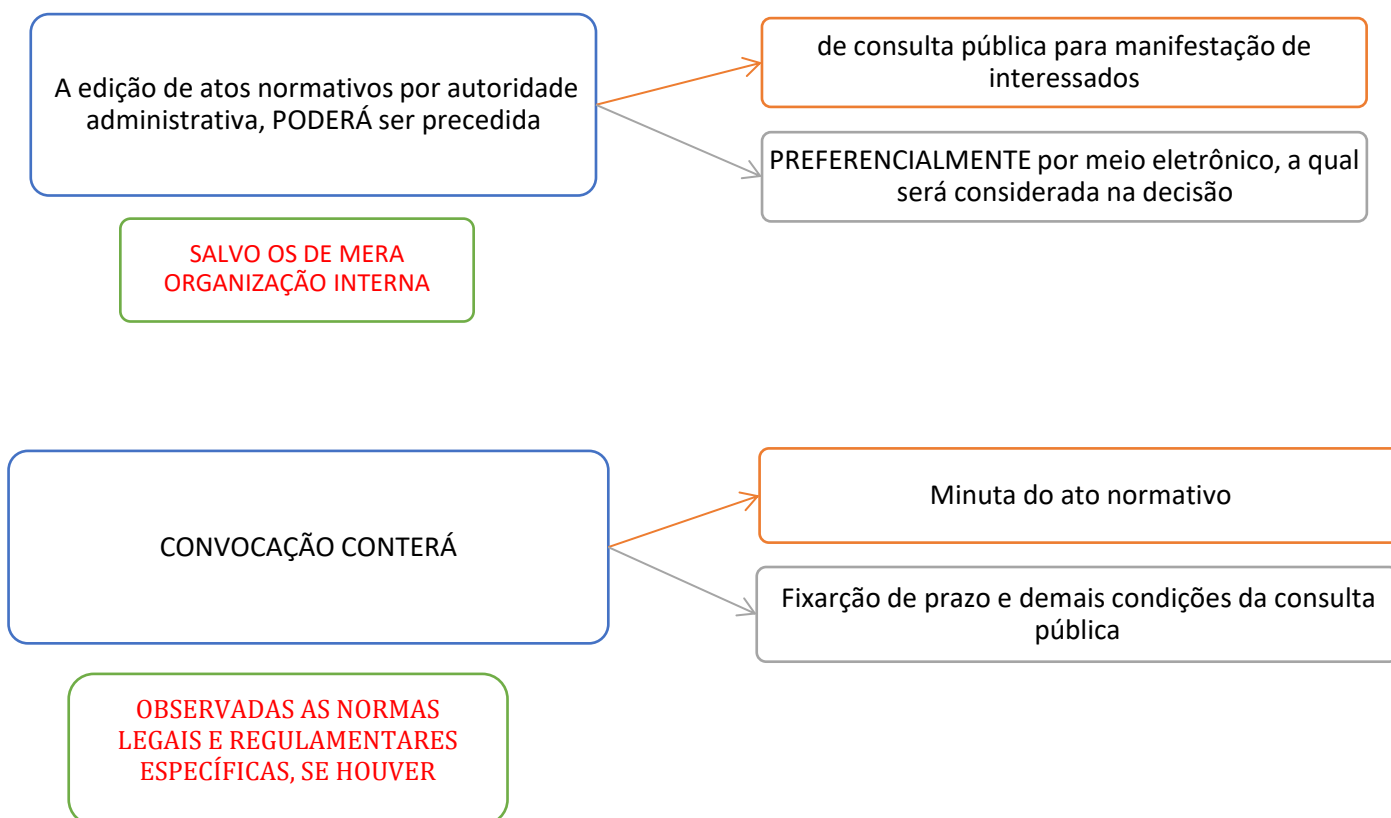 A edição de atos normativos por autoridade
administrativa, PODERÁ ser precedida
de consulta pública para manifestação de
interessados
PREFERENCIALMENTE por meio eletrônico, a qual
será considerada na decisão
SALVO OS DE MERA
ORGANIZAÇÃO INTERNA
CONVOCAÇÃO CONTERÁ
Minuta do ato normativo
Fixarção de prazo e demais condições da consulta
pública
OBSERVADAS AS NORMAS
LEGAIS E REGULAMENTARES
ESPECÍFICAS, SE HOUVER